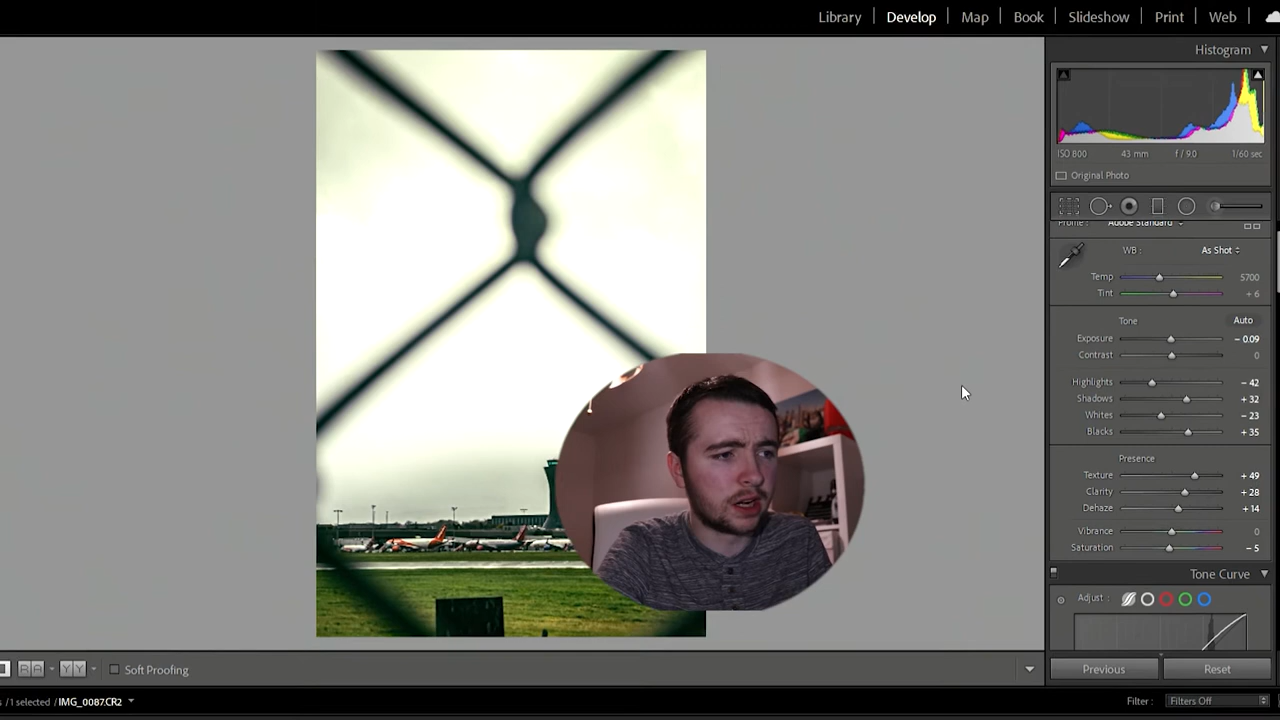 Library | Develop | Map | Book | Slideshow | Print | Web
Histogram
ISO 800 43 mm f / 9.0 1/60 sec
Original Photo
Profile : Adobe Standard
WB : As Shot
Temp 5700
Tint + 6
Tone Auto
Exposure − 0.09
Contrast 0
Highlights − 42
Shadows + 32
Whites − 23
Blacks + 35
Presence
Texture + 49
Clarity + 28
Dehaze + 14
Vibrance 0
Saturation − 5
Tone Curve
Adjust :
Previous Reset
R A Y Y Soft Proofing
/1 selected / IMG_0087.CR2 Filter : Filters Off